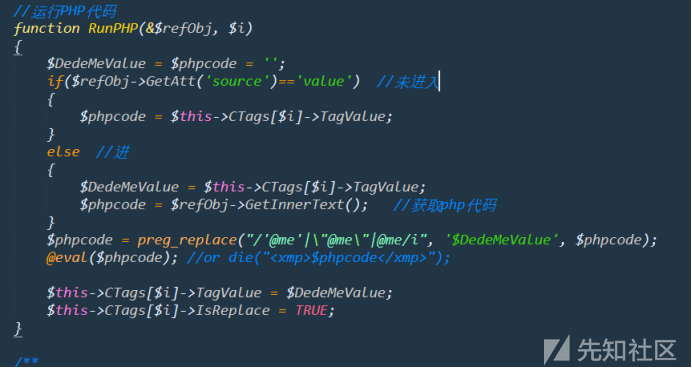 //运行PHP代码
function RunPHP(&$refObj, $i)
{
    $DedeMeValue = $phpcode = '';
    if($refObj->GetAtt('source')=='value')  //未进入
    {
        $phpcode = $this->CTags[$i]->TagValue;
    }
    else  //进
    {
        $DedeMeValue = $this->CTags[$i]->TagValue;
        $phpcode = $refObj->GetInnerText();   //获取php代码
    }
    $phpcode = preg_replace("/'@me'|\"@me\"|@me/i", '$DedeMeValue', $phpcode);
    @eval($phpcode); //or die("<xmp>$phpcode</xmp>");

    $this->CTags[$i]->TagValue = $DedeMeValue;
    $this->CTags[$i]->IsReplace = TRUE;
}
/**
先知社区